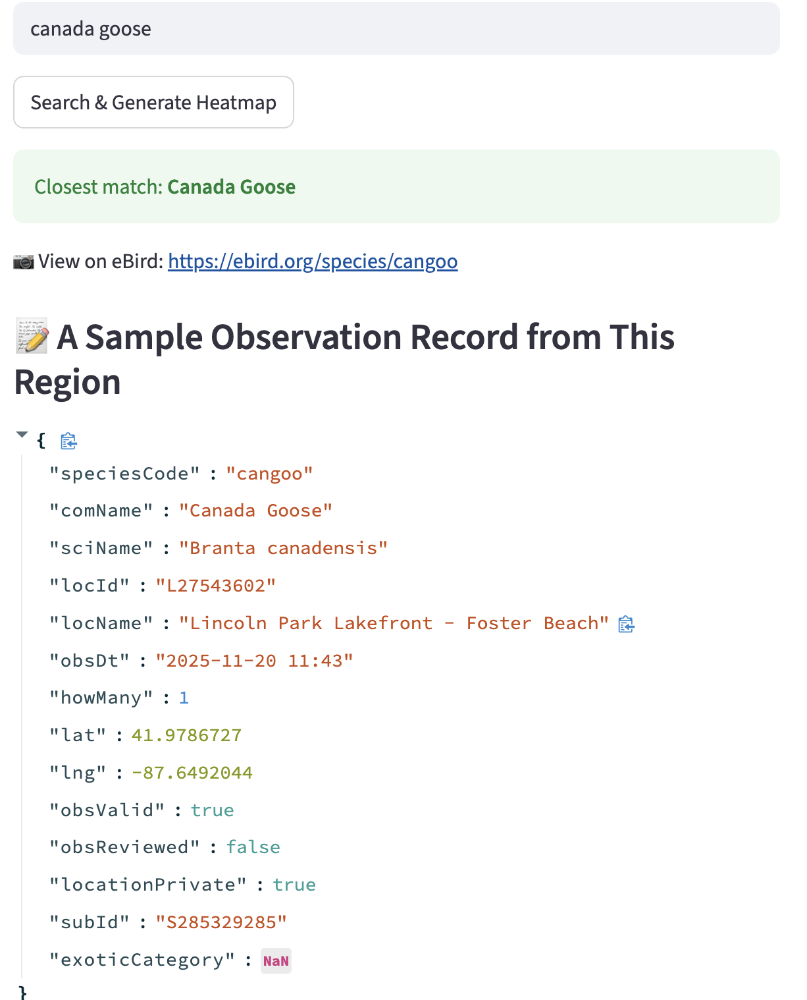 canada goose
Search & Generate Heatmap
Closest match: Canada Goose
View on eBird: https://ebird.org/species/cangoo
A Sample Observation Record from This
Region
{
"speciesCode" : "cangoo"
"comName" : "Canada Goose"
"sciName" : "Branta canadensis"
"locId" : "L27543602"
"locName" : "Lincoln Park Lakefront - Foster Beach"
"obsDt" : "2025-11-20 11:43"
"howMany" : 1
"lat" : 41.9786727
"lng" : -87.6492044
"obsValid" : true
"obsReviewed" : false
"locationPrivate" : true
"subId" : "S285329285"
"exoticCategory" : NaN
}